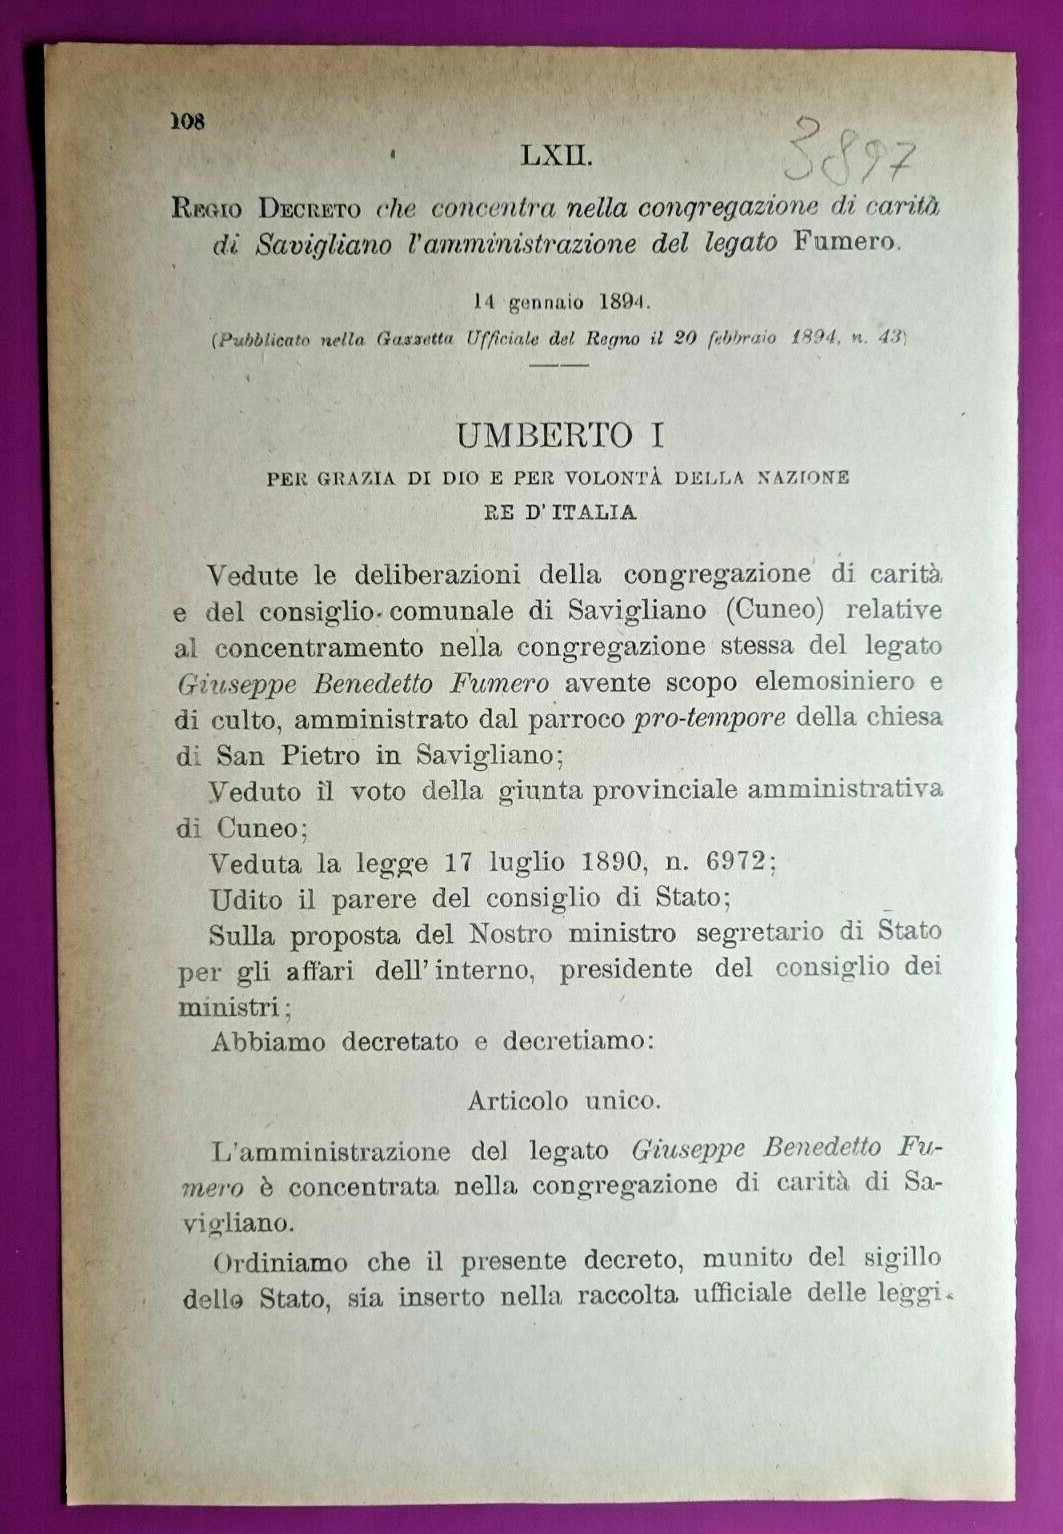 108
LXII.
3897
REGIO DECRETO che concentra nella congregazione di carità
di Savigliano l'amministrazione del legato Fumero.
14 gennaio 1894.
(Pubblicato nella Gazzetta Ufficiale del Regno il 20 febbraio 1894, n. 43)
UMBERTO I
PER GRAZIA DI DIO E PER VOLONTÀ DELLA NAZIONE
RE D'ITALIA
Vedute le deliberazioni della congregazione di carità
e del consiglio comunale di Savigliano (Cuneo) relative
al concentramento nella congregazione stessa del legato
Giuseppe Benedetto Fumero avente scopo elemosiniero e
di culto, amministrato dal parroco pro-tempore della chiesa
di San Pietro in Savigliano;
Veduto il voto della giunta provinciale amministrativa
di Cuneo;
Veduta la legge 17 luglio 1890, n. 6972;
Udito il parere del consiglio di Stato;
Sulla proposta del Nostro ministro segretario di Stato
per gli affari dell'interno, presidente del consiglio dei
ministri;
Abbiamo decretato e decretiamo:
Articolo unico.
L'amministrazione del legato Giuseppe Benedetto Fu-
mero è concentrata nella congregazione di carità di Sa-
vigliano.
Ordiniamo che il presente decreto, munito del sigillo
dello Stato, sia inserto nella raccolta ufficiale delle leggi